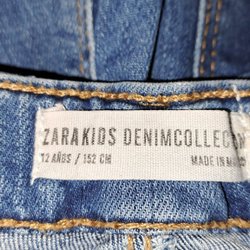 ZARAKIDS DENIMCOLLEC
12 AÑOS / 152 CM
MADE IN